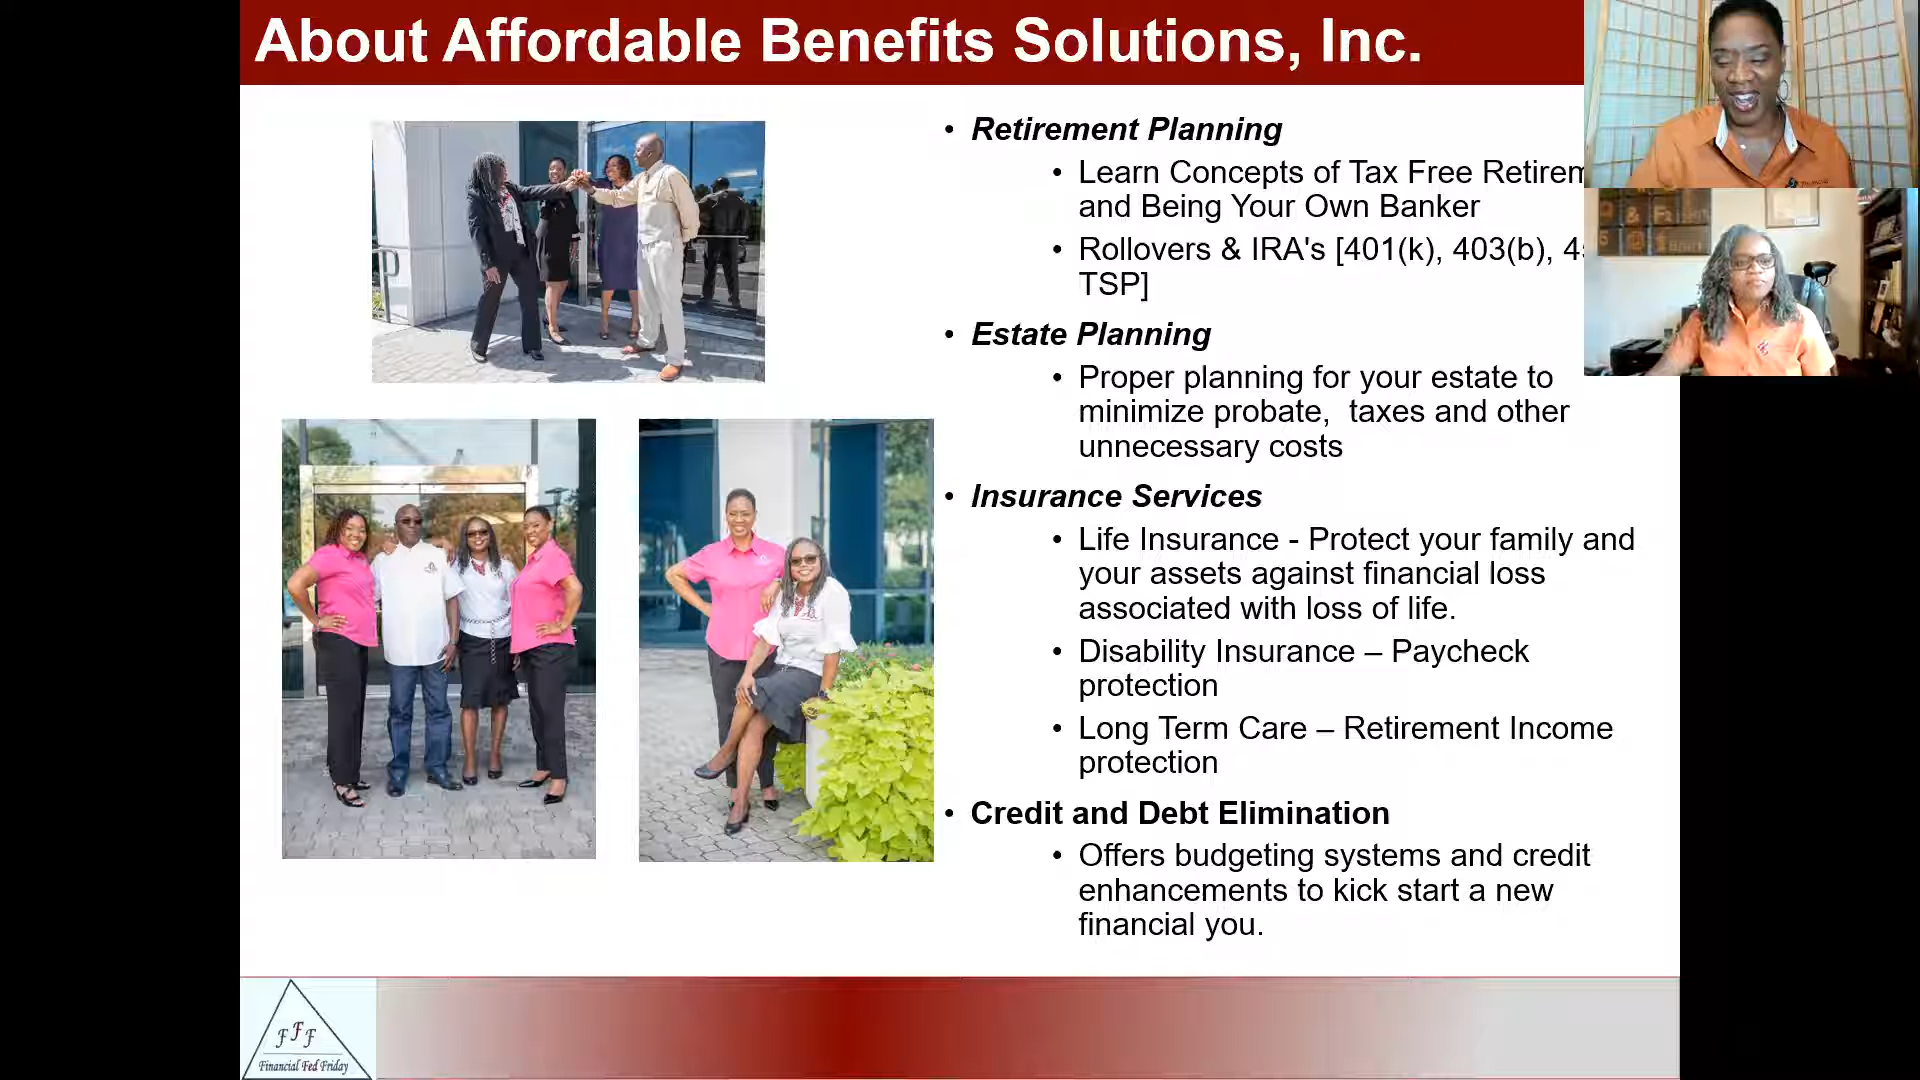 About Affordable Benefits Solutions, Inc.
• Retirement Planning
• Learn Concepts of Tax Free
and Being Your Own Banker
• Rollovers & IRA's [401(k), 403(b),
TSP]
• Estate Planning
• Proper planning for your estate to
minimize probate, taxes and other
unnecessary costs
• Insurance Services
• Life Insurance - Protect your family and
your assets against financial loss
associated with loss of life.
• Disability Insurance – Paycheck
protection
• Long Term Care – Retirement Income
protection
• Credit and Debt Elimination
• Offers budgeting systems and credit
enhancements to kick start a new
financial you.
F F F
Financial Fed Friday